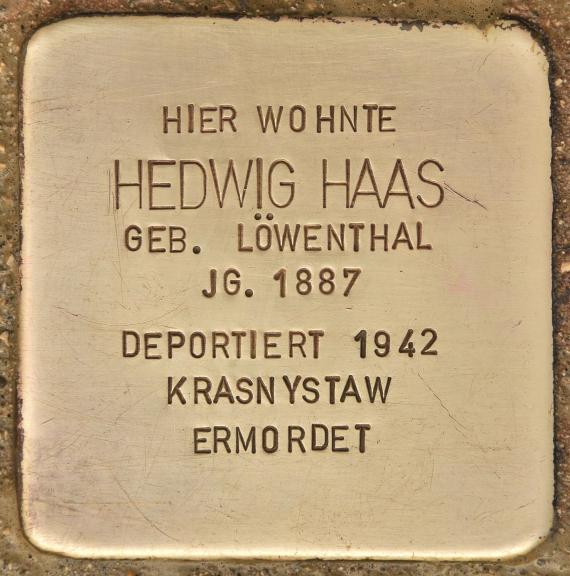 HIER WOHNTE
HEDWIG HAAS
GEB. LÖWENTHAL
JG. 1887
DEPORTIERT 1942
KRASNYSTAW
ERMORDET